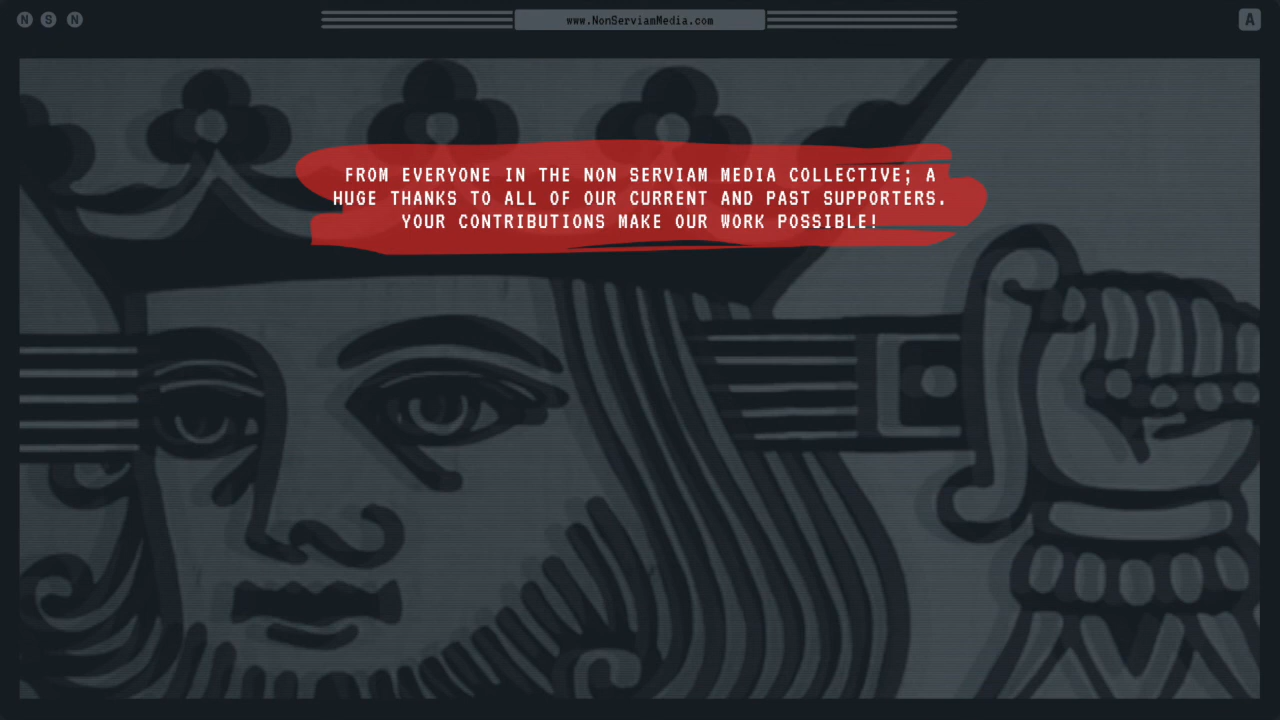 N S N
www.NonServiamMedia.com
A
FROM EVERYONE IN THE NON SERVIAM MEDIA COLLECTIVE; A
HUGE THANKS TO ALL OF OUR CURRENT AND PAST SUPPORTERS.
YOUR CONTRIBUTIONS MAKE OUR WORK POSSIBLE!